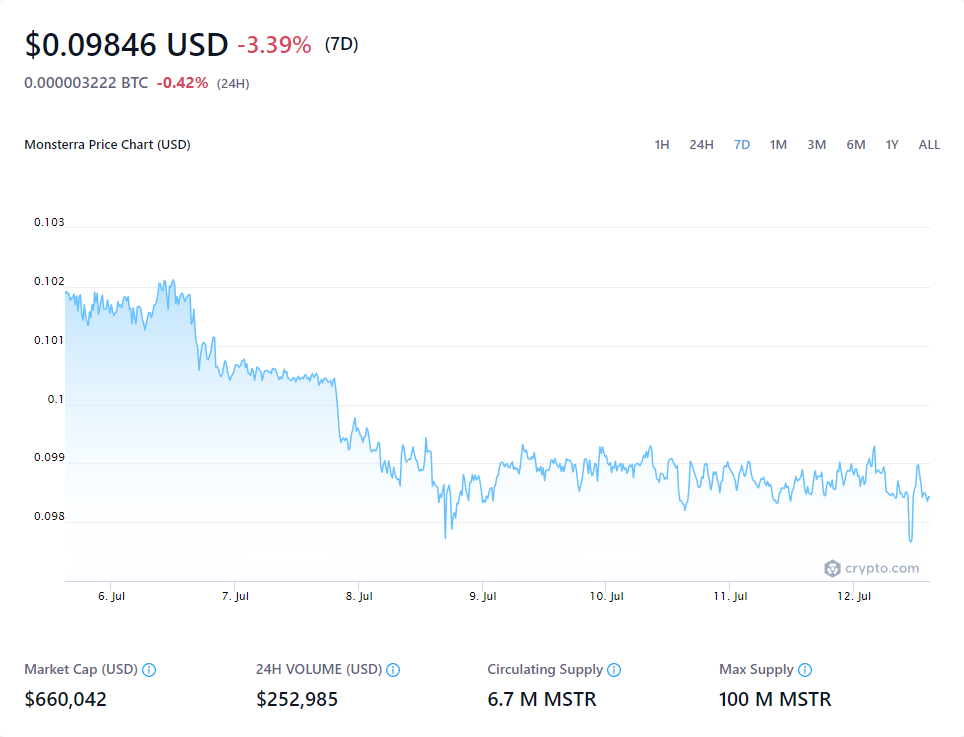 $0.09846 USD -3.39% (7D)
0.000003222 BTC -0.42% (24H)
Monsterra Price Chart (USD)
1H 24H 7D 1M 3M 6M 1Y ALL
0.103
0.102
0.101
0.1
0.099
0.098
crypto.com
6. Jul 7. Jul 8. Jul 9. Jul 10. Jul 11. Jul 12. Jul
Market Cap (USD) 24H VOLUME (USD) Circulating Supply Max Supply
$660,042 $252,985 6.7 M MSTR 100 M MSTR